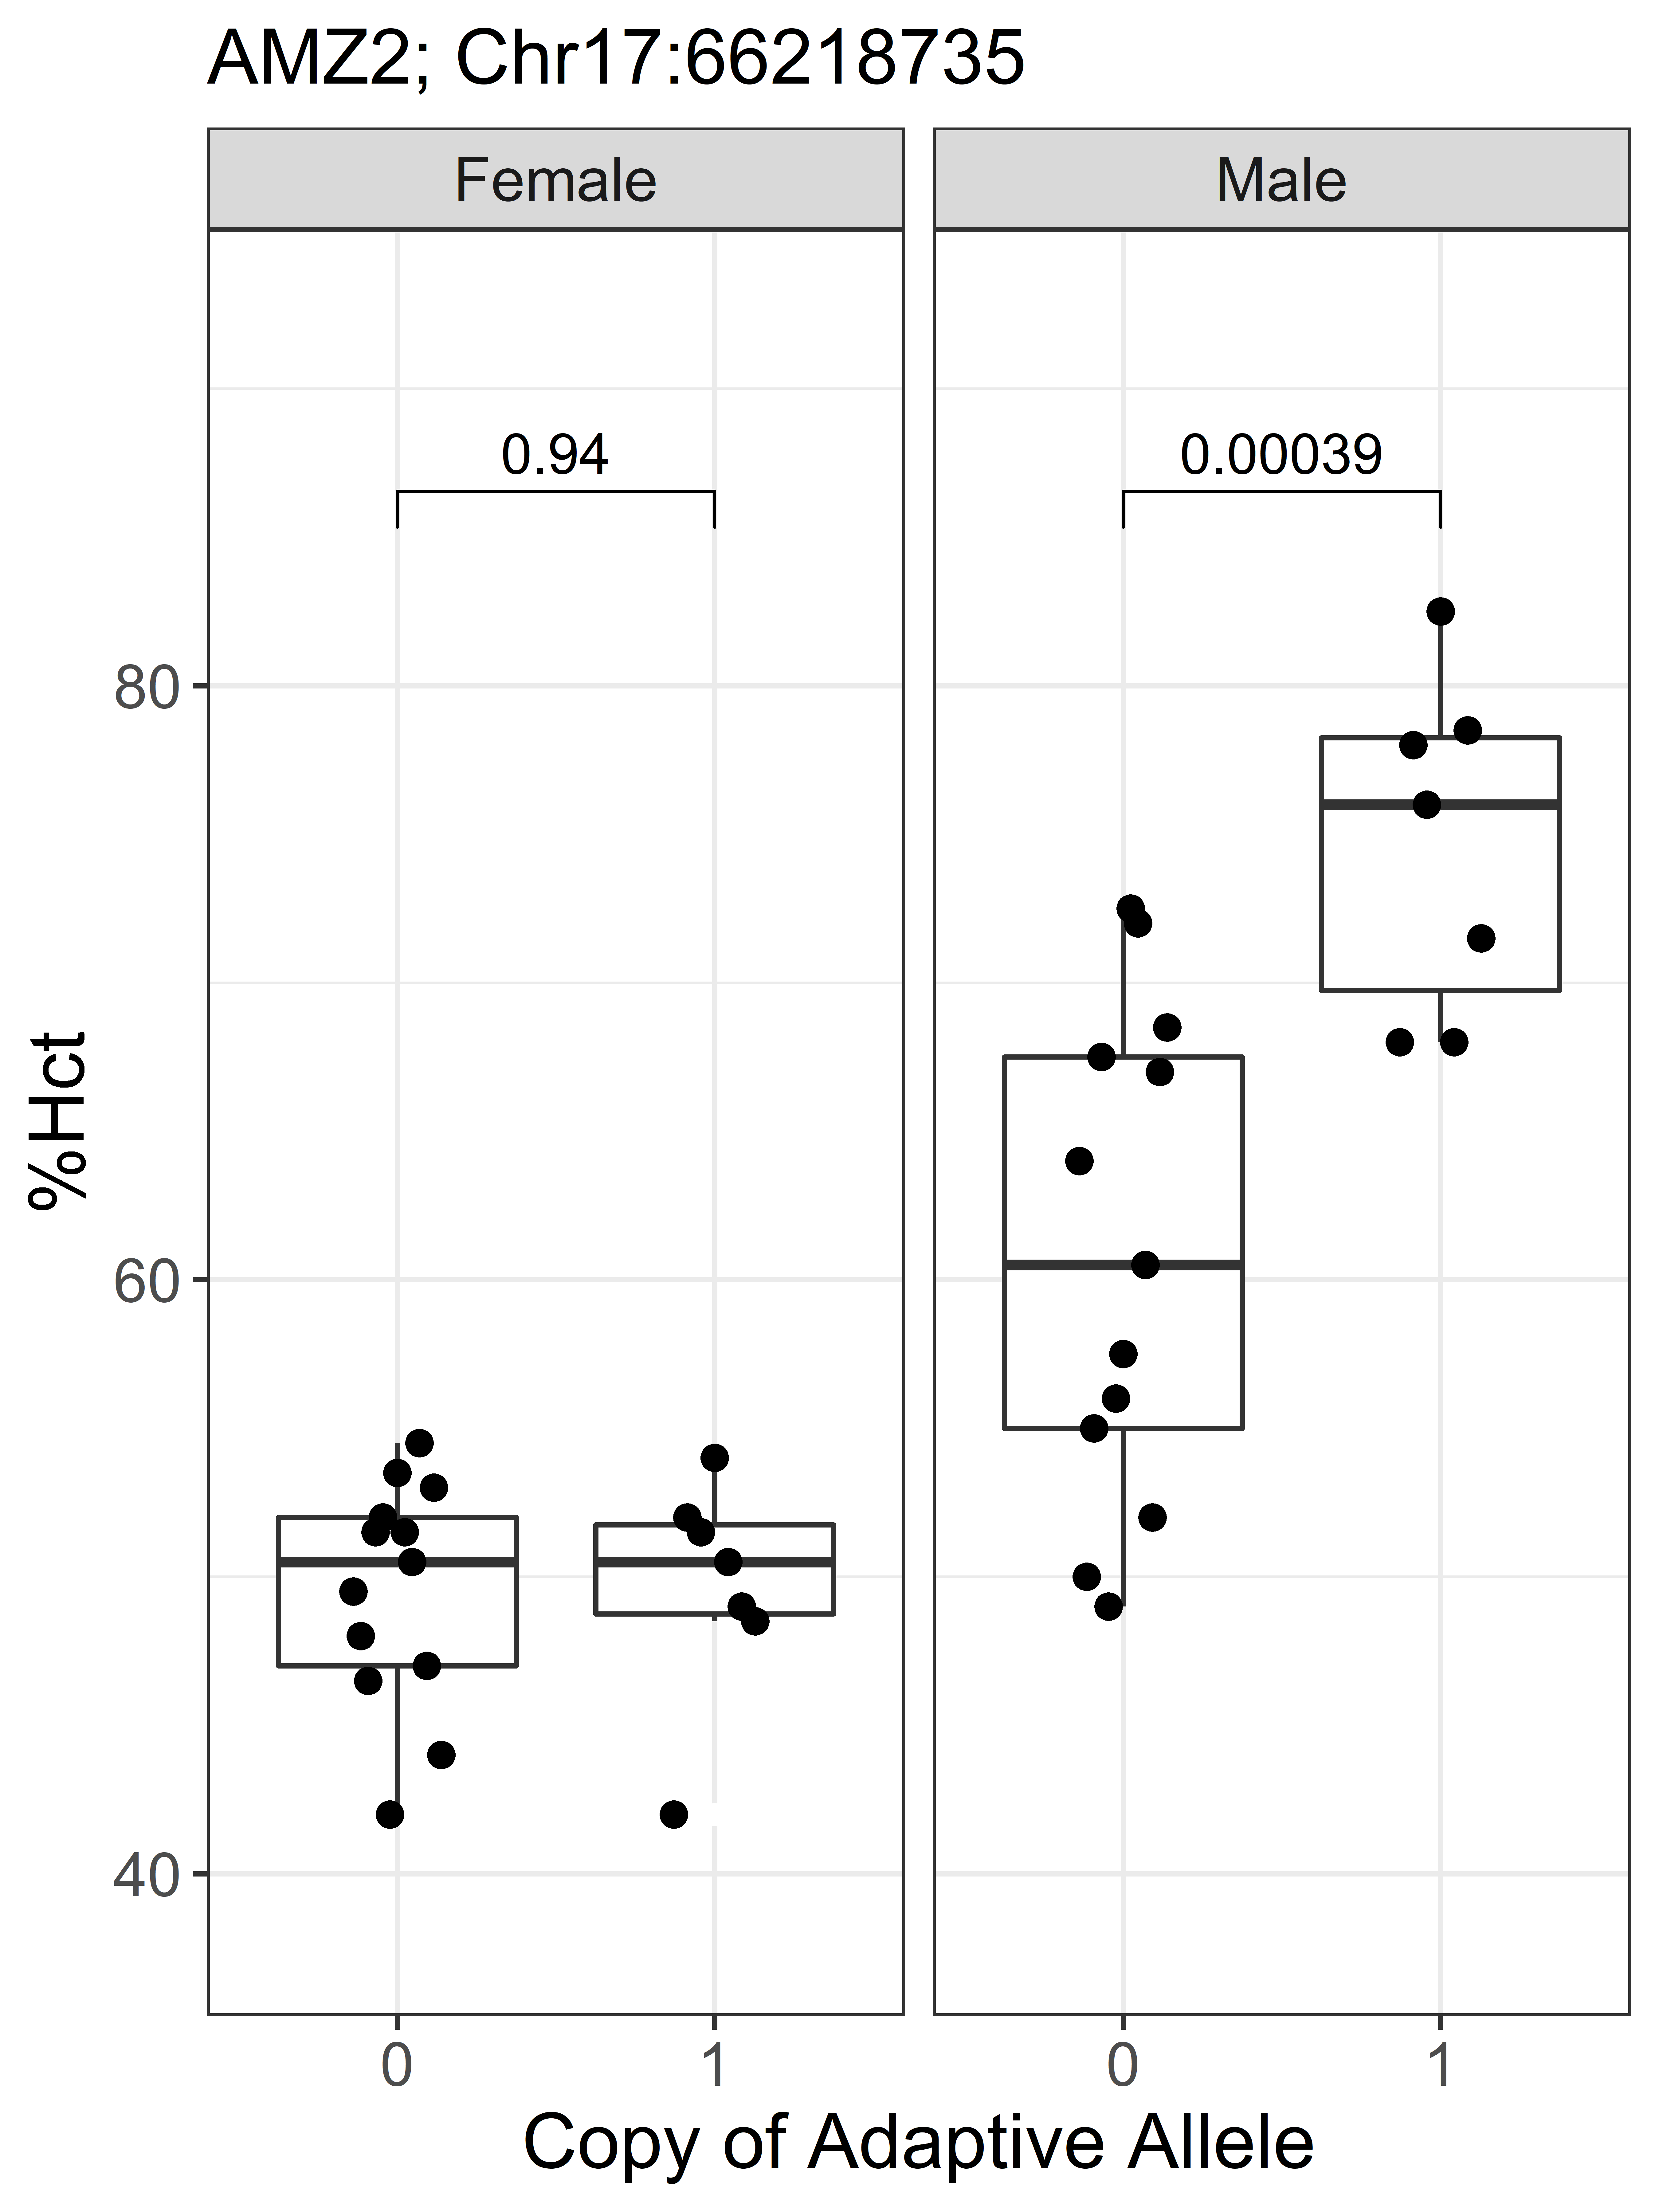 AMZ2; Chr17:66218735
Female
Male
0.94
0.00039
80
60
40
%Hct
0
1
0
1
Copy of Adaptive Allele